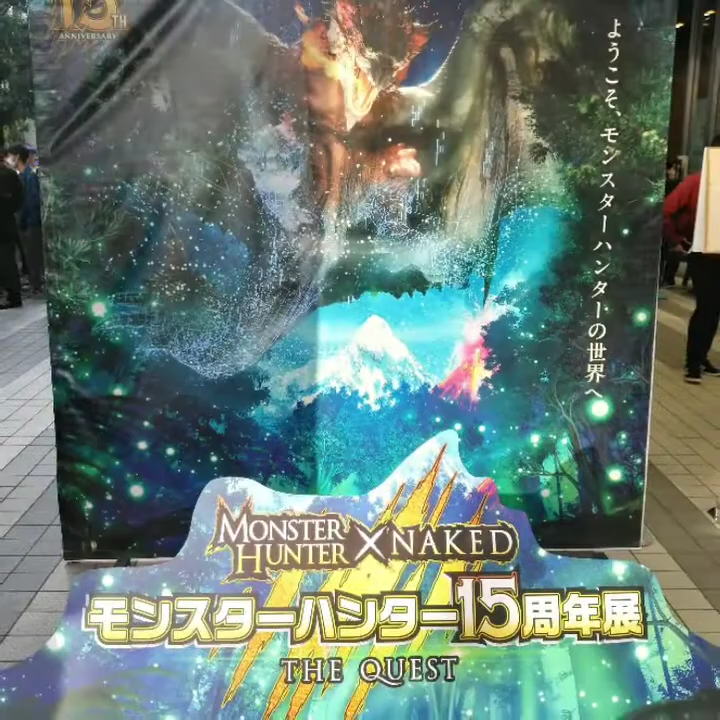 15TH
ANNIVERSARY
ようこそ、モンスターハンターの世界へ
MONSTER HUNTER × NAKED
モンスターハンター15周年展
THE QUEST